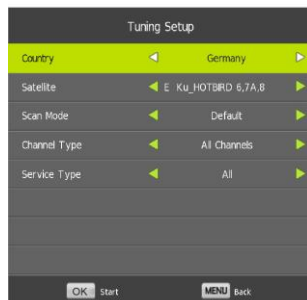 Tuning Setup
Country Germany
Satellite E Ku_HOTBIRD 6,7A,8
Scan Mode Default
Channel Type All Channels
Service Type All
OK Start MENU Back